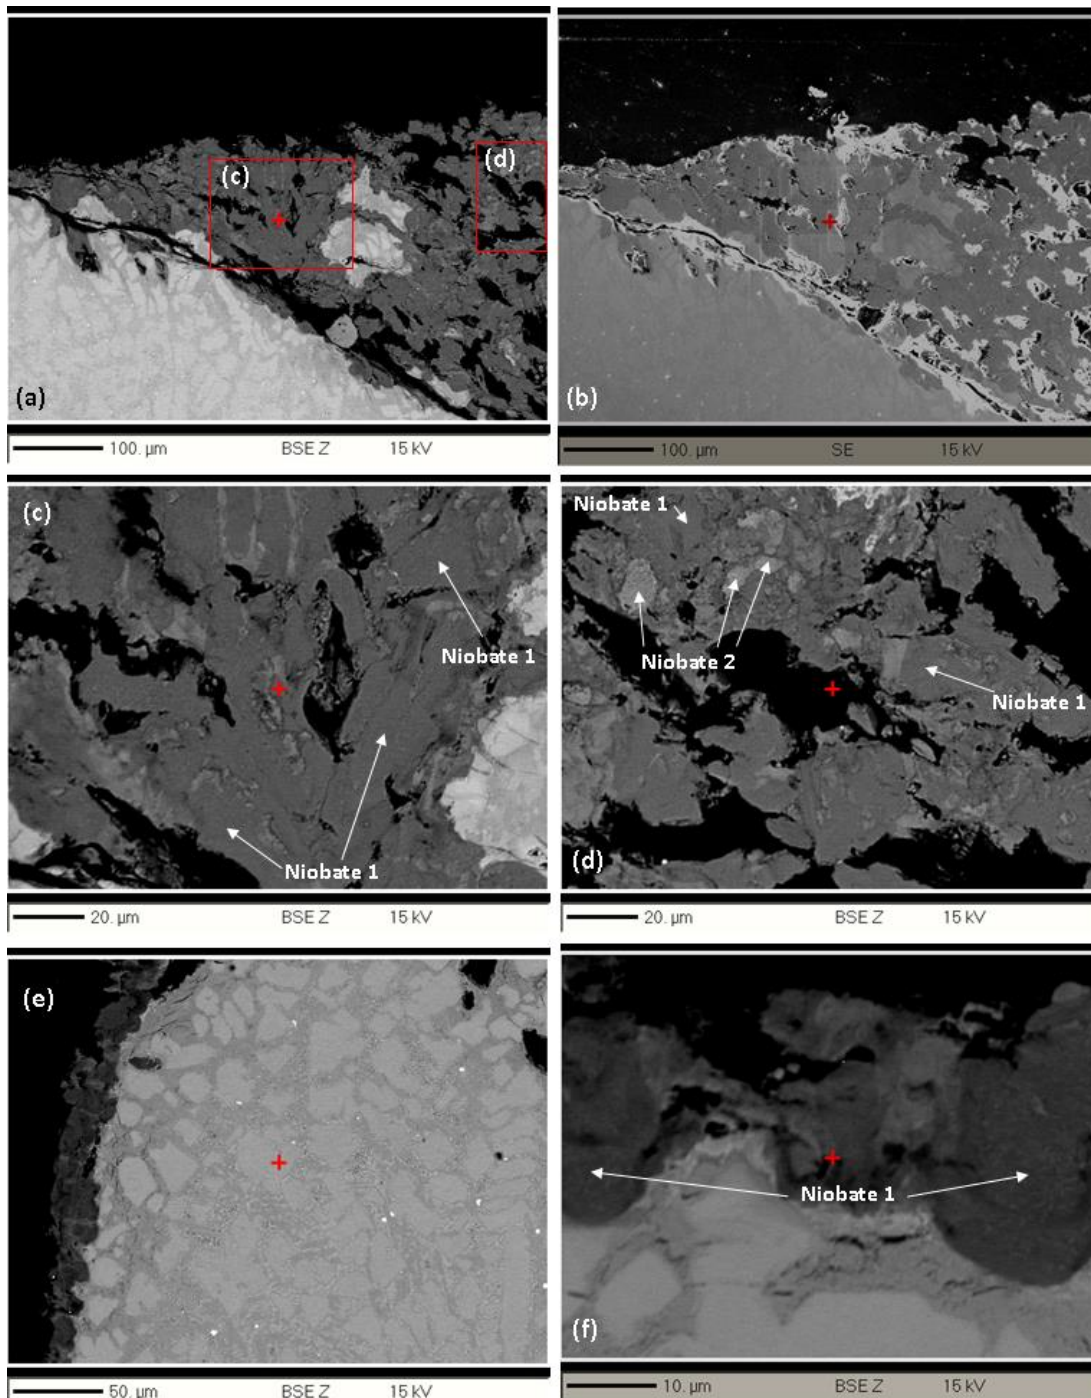 (c)
(d)
(a)
100. µm BSE Z 15 kV
(b)
100. µm SE 15 kV
(c)
Niobate 1
Niobate 1
20. µm BSE Z 15 kV
Niobate 1
Niobate 2
Niobate 1
(d)
20. µm BSE Z 15 kV
(e)
50. µm BSE Z 15 kV
Niobate 1
(f)
10. µm BSE Z 15 kV